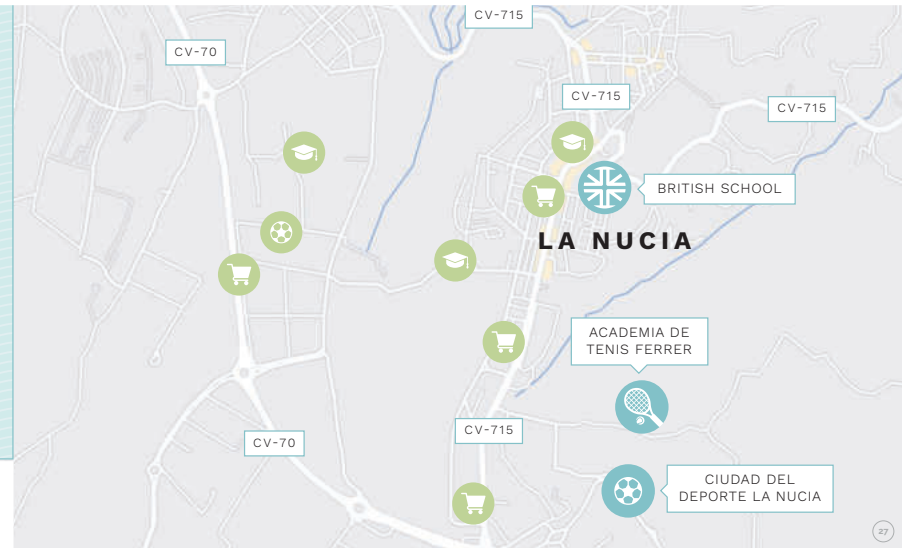 CV-715
CV-70
CV-715
CV-715
BRITISH SCHOOL
LA NUCIA
ACADEMIA DE
TENIS FERRER
CV-715
CV-70
CIUDAD DEL
DEPORTE LA NUCIA
27